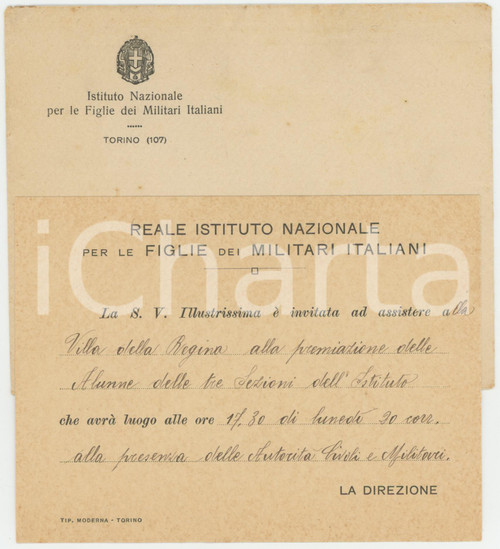 Istituto Nazionale
per le Figlie dei Militari Italiani
TORINO (107)
REALE ISTITUTO NAZIONALE
PER LE FIGLIE DEI MILITARI ITALIANI
iCharta
La S. V. Illustrissima è invitata ad assistere alla
Villa della Regina alla premiazione delle
Alunne delle tre Sezioni dell'Istituto
che avrà luogo alle ore 17.30 di lunedì 20 corr.
alla presenza delle Autorità Civili e Militari.
LA DIREZIONE
TIP. MODERNA - TORINO